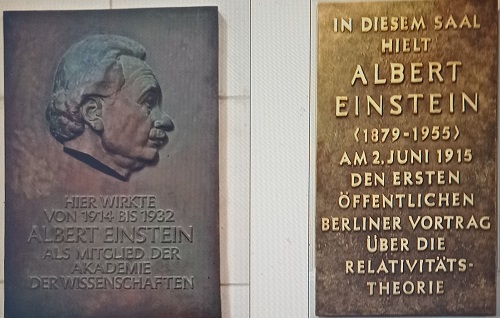 HIER WIRKTE
VON 1914 BIS 1932
ALBERT EINSTEIN
ALS MITGLIED DER
AKADEMIE
DER WISSENSCHAFTEN
IN DIESEM SAAL
HIELT
ALBERT
EINSTEIN
(1879-1955)
AM 2. JUNI 1915
DEN ERSTEN
ÖFFENTLICHEN
BERLINER VORTRAG
ÜBER DIE
RELATIVITÄTS-
THEORIE